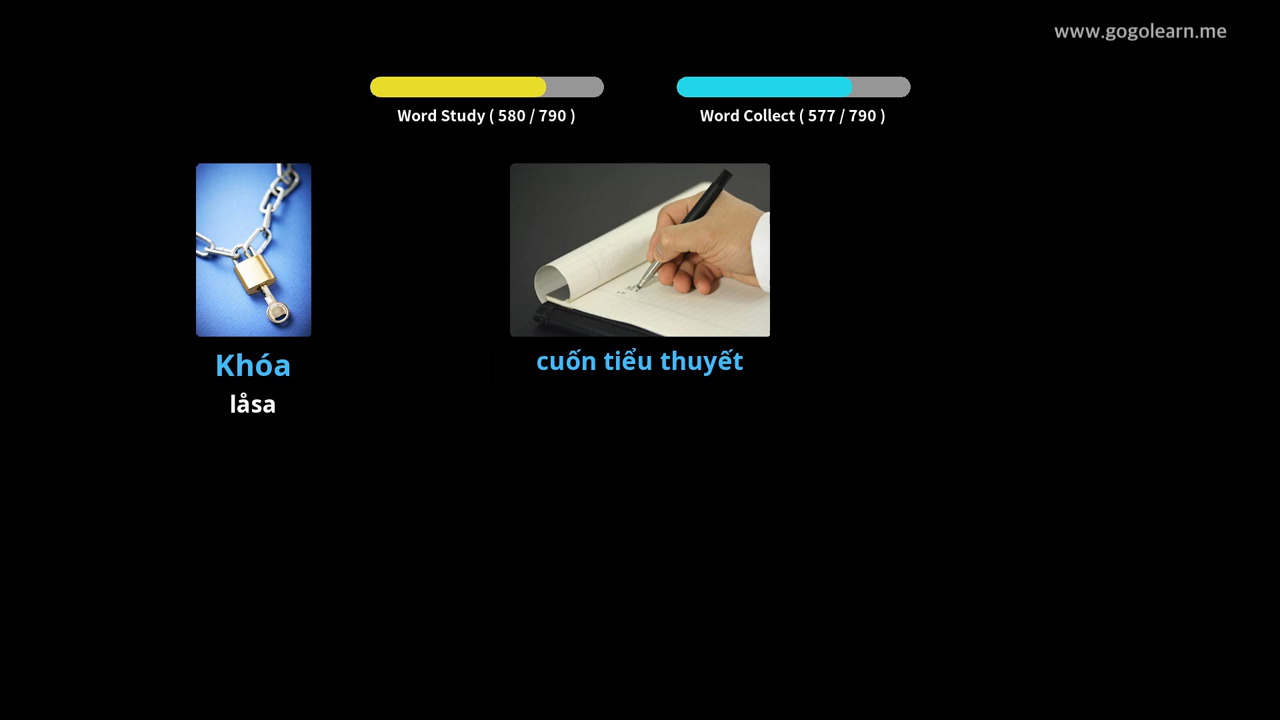 www.gogolearn.me
Word Study ( 580 / 790 )
Word Collect ( 577 / 790 )
Khóa
låsa
cuốn tiểu thuyết